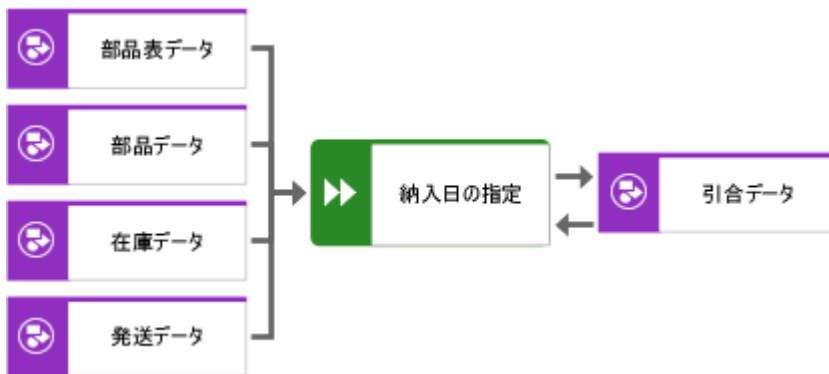 部品表データ
部品データ
在庫データ
発送データ
納入日の指定
引合データ